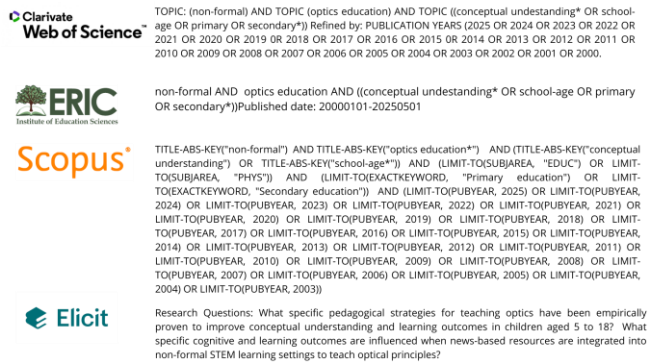 Clarivate
Web of Science™
TOPIC: (non-formal) AND TOPIC (optics education) AND TOPIC ((conceptual undestanding* OR school-
age OR primary OR secondary*)) Refined by: PUBLICATION YEARS (2025 OR 2024 OR 2023 OR 2022 OR
2021 OR 2020 OR 2019 OR 2018 OR 2017 OR 2016 OR 2015 OR 2014 OR 2013 OR 2012 OR 2011 OR
2010 OR 2009 OR 2008 OR 2007 OR 2006 OR 2005 OR 2004 OR 2003 OR 2002 OR 2001 OR 2000.
ERIC
Institute of Education Sciences
non-formal AND optics education AND ((conceptual undestanding* OR school-age OR primary
OR secondary*))Published date: 20000101-20250501
Scopus®
TITLE-ABS-KEY("non-formal") AND TITLE-ABS-KEY("optics education*") AND (TITLE-ABS-KEY("conceptual
understanding") OR TITLE-ABS-KEY("school-age*")) AND (LIMIT-TO(SUBJAREA, "EDUC") OR LIMIT-
TO(SUBJAREA, "PHYS")) AND (LIMIT-TO(EXACTKEYWORD, "Primary education") OR LIMIT-
TO(EXACTKEYWORD, "Secondary education")) AND (LIMIT-TO(PUBYEAR, 2025) OR LIMIT-TO(PUBYEAR,
2024) OR LIMIT-TO(PUBYEAR, 2023) OR LIMIT-TO(PUBYEAR, 2022) OR LIMIT-TO(PUBYEAR, 2021) OR
LIMIT-TO(PUBYEAR, 2020) OR LIMIT-TO(PUBYEAR, 2019) OR LIMIT-TO(PUBYEAR, 2018) OR LIMIT-
TO(PUBYEAR, 2017) OR LIMIT-TO(PUBYEAR, 2016) OR LIMIT-TO(PUBYEAR, 2015) OR LIMIT-TO(PUBYEAR,
2014) OR LIMIT-TO(PUBYEAR, 2013) OR LIMIT-TO(PUBYEAR, 2012) OR LIMIT-TO(PUBYEAR, 2011) OR
LIMIT-TO(PUBYEAR, 2010) OR LIMIT-TO(PUBYEAR, 2009) OR LIMIT-TO(PUBYEAR, 2008) OR LIMIT-
TO(PUBYEAR, 2007) OR LIMIT-TO(PUBYEAR, 2006) OR LIMIT-TO(PUBYEAR, 2005) OR LIMIT-TO(PUBYEAR,
2004) OR LIMIT-TO(PUBYEAR, 2003))
Elicit
Research Questions: What specific pedagogical strategies for teaching optics have been empirically
proven to improve conceptual understanding and learning outcomes in children aged 5 to 18? What
specific cognitive and learning outcomes are influenced when news-based resources are integrated into
non-formal STEM learning settings to teach optical principles?